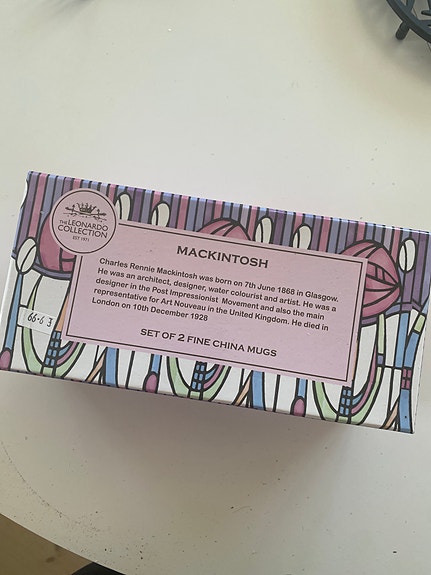 THE
LEONARDO
COLLECTION
EST 1971
MACKINTOSH
Charles Rennie Mackintosh was born on 7th June 1868 in Glasgow.
He was an architect, designer, water colourist and artist. He was a
designer in the Post Impressionist Movement and also the main
representative for Art Nouveau in the United Kingdom. He died in
London on 10th December 1928
SET OF 2 FINE CHINA MUGS
£ 9.99